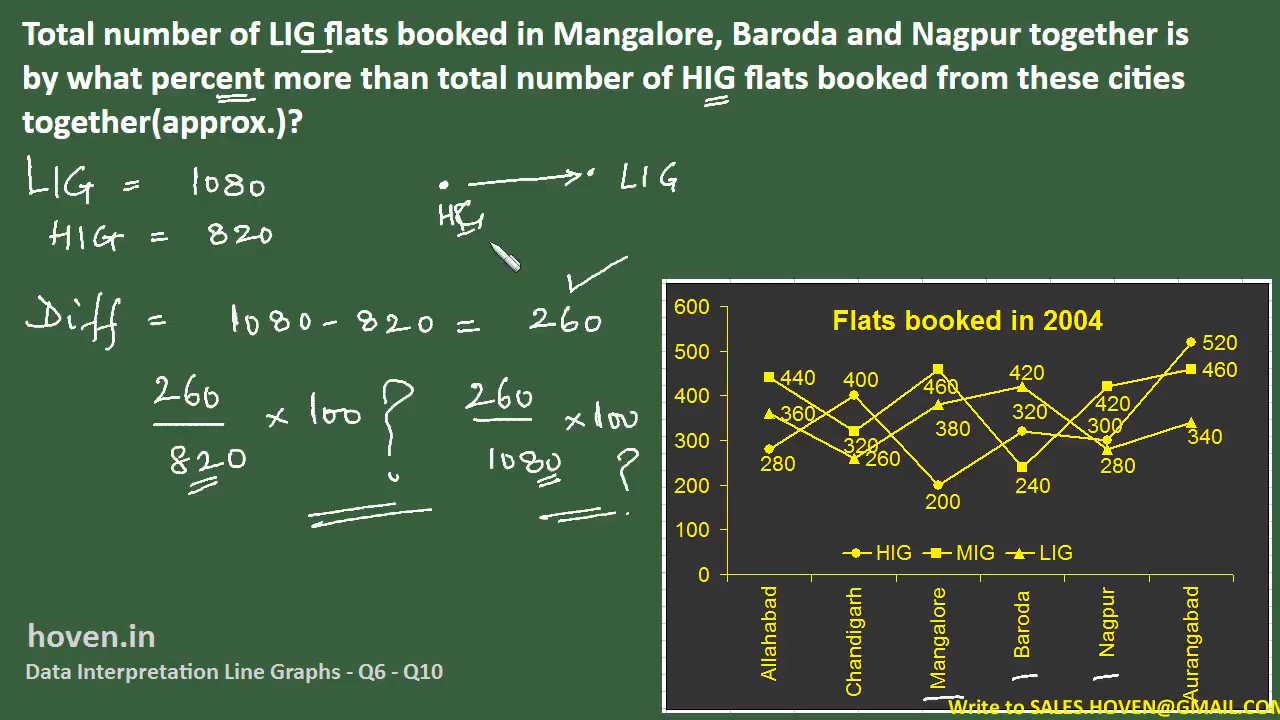 Total number of LIG flats booked in Mangalore, Baroda and Nagpur together is
by what percent more than total number of HIG flats booked from these cities
together(approx.)?
LIG = 1080
HIG = 820
HIG
LIG
Diff = 1080 - 820 = 260
260
820
× 100 ?
260
1080
× 100
?
Flats booked in 2004
600
500
400
300
200
100
0
440
360
280
400
320
260
460
380
200
420
320
240
420
300
280
520
460
340
HIG MIG LIG
Allahabad
Chandigarh
Mangalore
Baroda
Nagpur
Aurangabad
hoven.in
Data Interpretation Line Graphs - Q6 - Q10
Write to SALES.HOVEN@GMAIL.CON